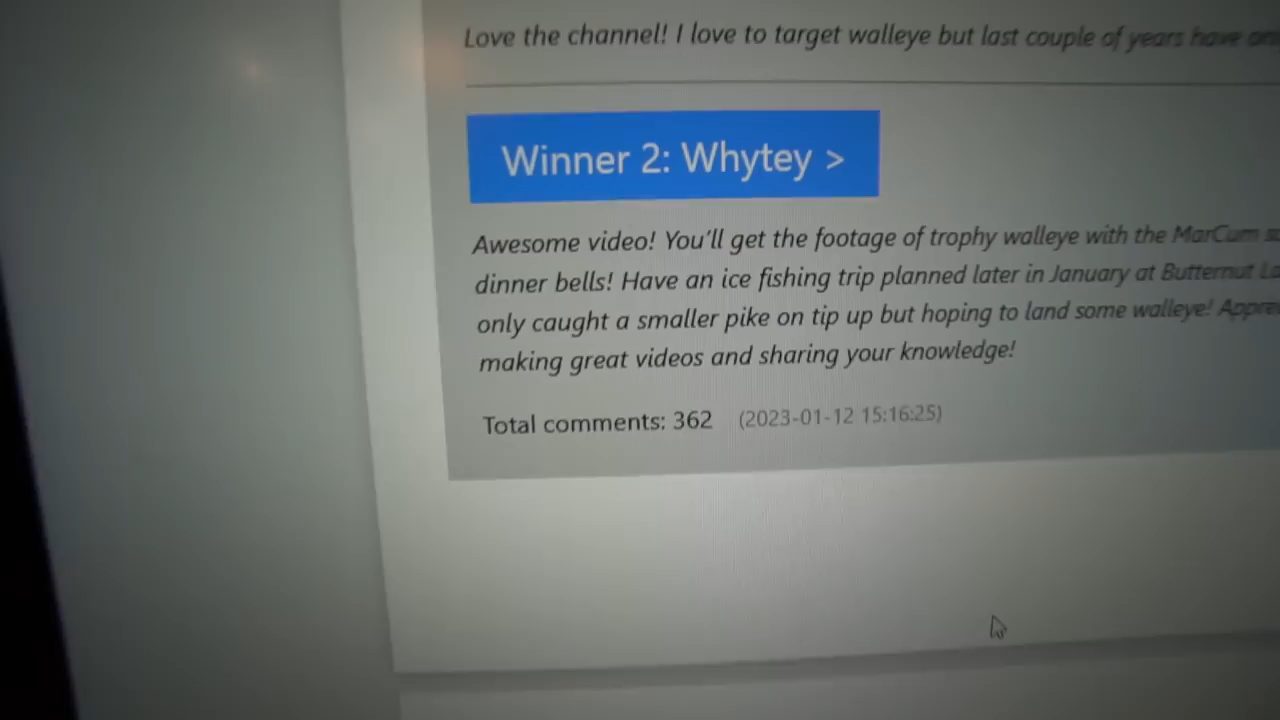 Love the channel! I love to target walleye but last couple of years have
Winner 2: Whytey >
Awesome video! You'll get the footage of trophy walleye with the MarCum
dinner bells! Have an ice fishing trip planned later in January at Butternut
only caught a smaller pike on tip up but hoping to land some walleye!
making great videos and sharing your knowledge!
Total comments: 362 (2023-01-12 15:16:25)